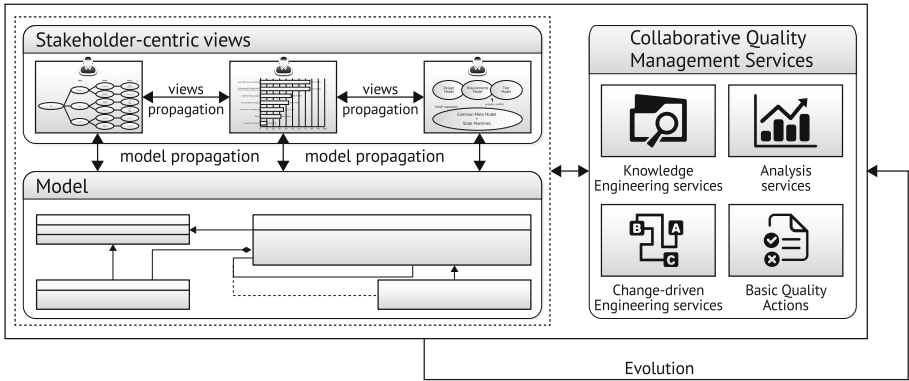 Stakeholder-centric views
Collaborative Quality
Management Services
views
propagation
views
propagation
Design
Model
Requirements
Model
Test
Model
Common Meta Model
+
State Machines
model propagation
model propagation
Model
Knowledge
Engineering services
Analysis
services
B
A
C
Change-driven
Engineering services
Basic Quality
Actions
Evolution